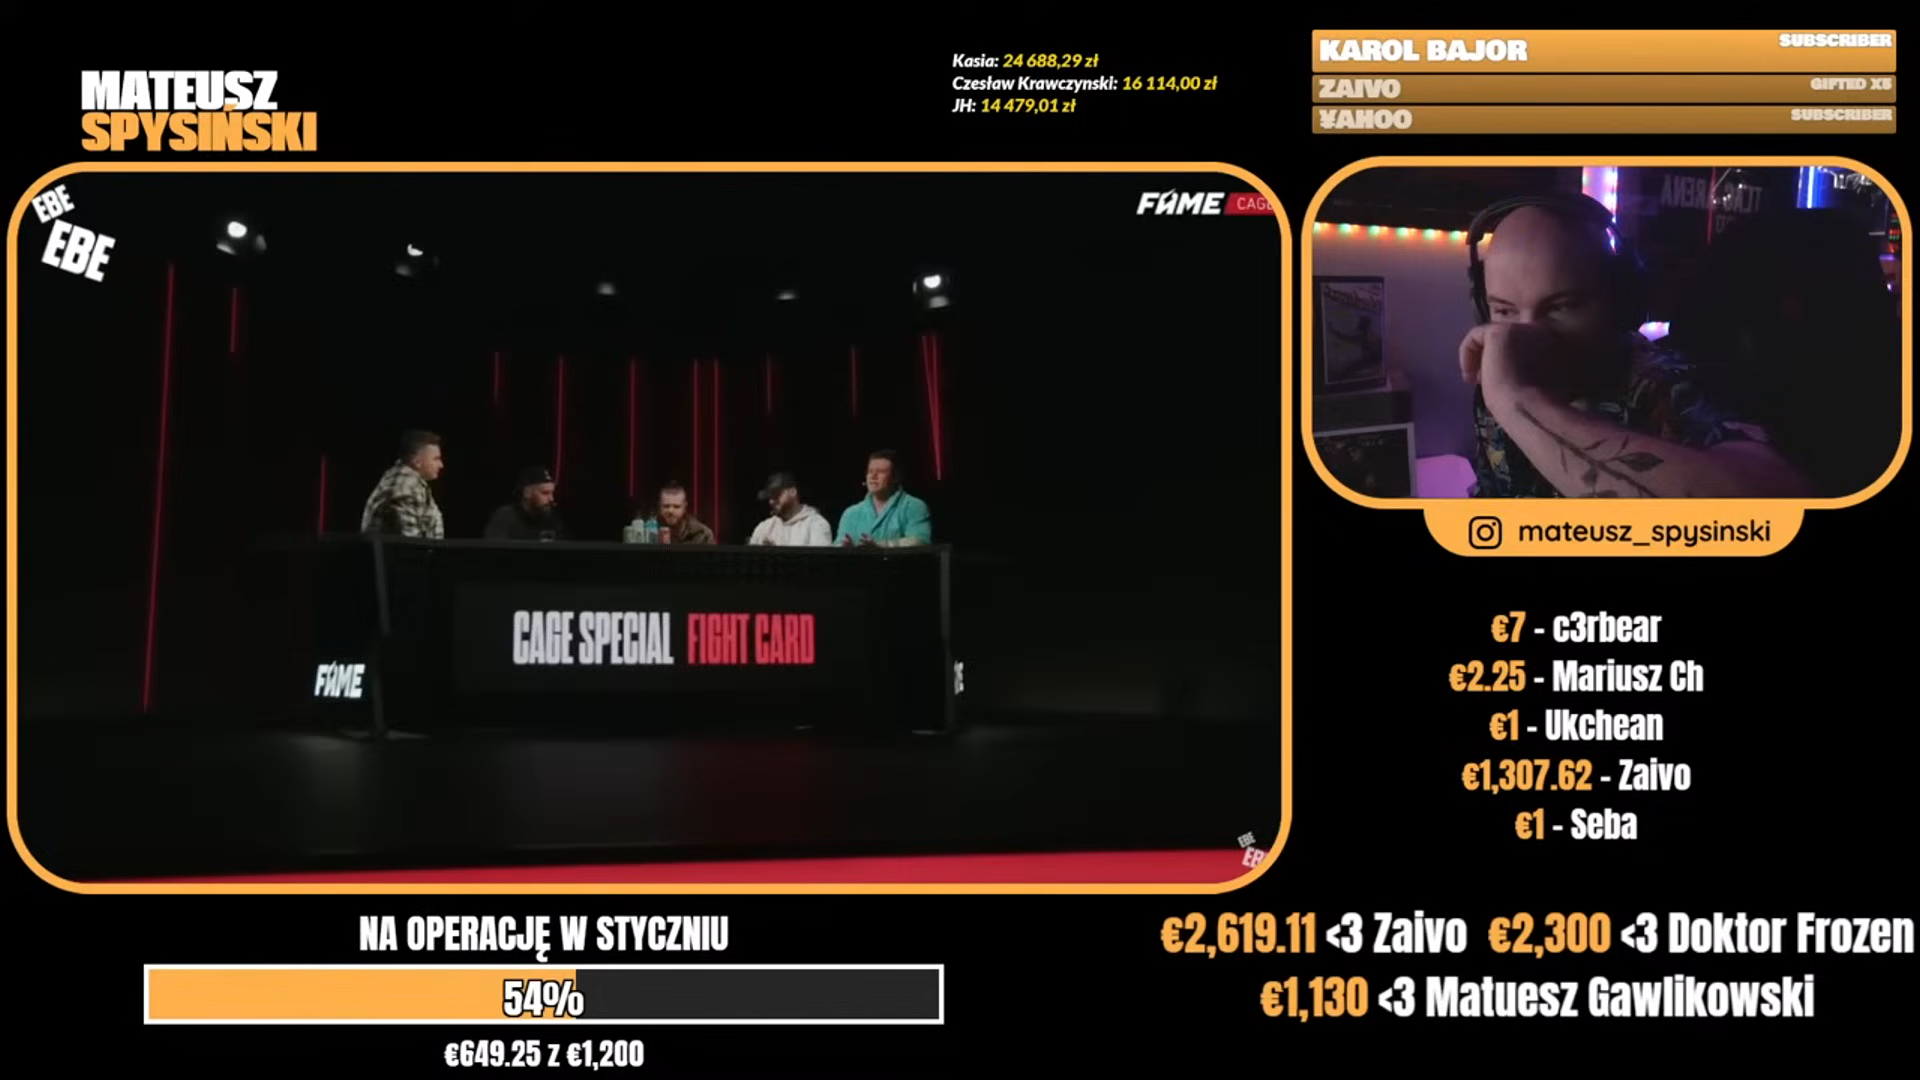 MATEUSZ
SPYSIŃSKI
Kasia: 24 688,29 zł
Czesław Krawczynski: 16 114,00 zł
JH: 14 479,01 zł
KAROL BAJOR SUBSCRIBER
ZAIVO GIFTED X5
¥AHOO SUBSCRIBER
EBE
EBE
FAME CAGE
CAGE SPECIAL FIGHT CARD
FAME
EBE
mateusz_spysinski
€7 - c3rbear
€2.25 - Mariusz Ch
€1 - Ukchean
€1,307.62 - Zaivo
€1 - Seba
NA OPERACJĘ W STYCZNIU
54%
€649.25 z €1,200
€2,619.11 <3 Zaivo €2,300 <3 Doktor Frozen
€1,130 <3 Matuesz Gawlikowski